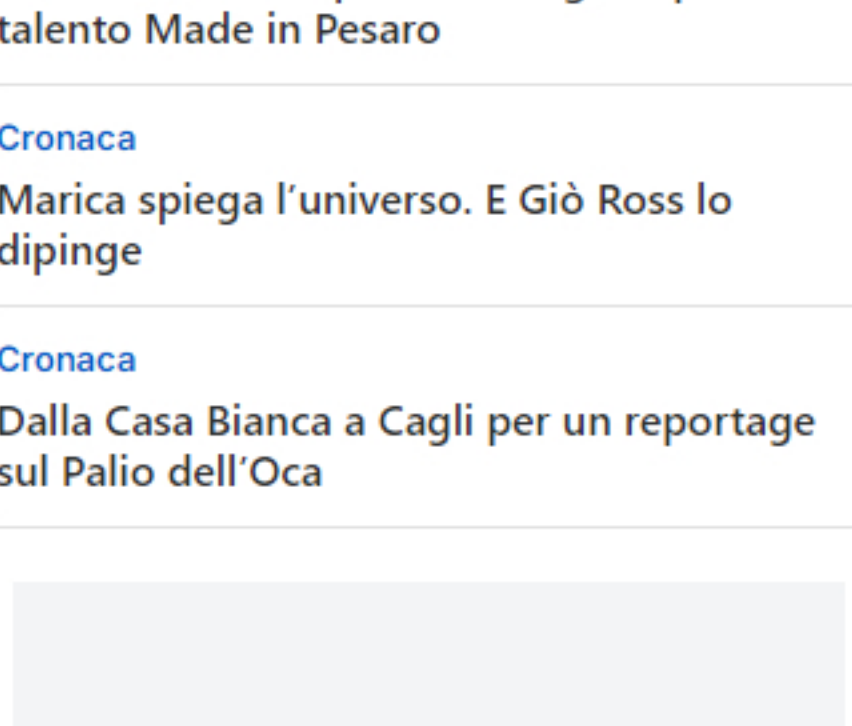 talento Made in Pesaro
Cronaca
Marica spiega l’universo. E Giò Ross lo
dipinge
Cronaca
Dalla Casa Bianca a Cagli per un reportage
sul Palio dell’Oca